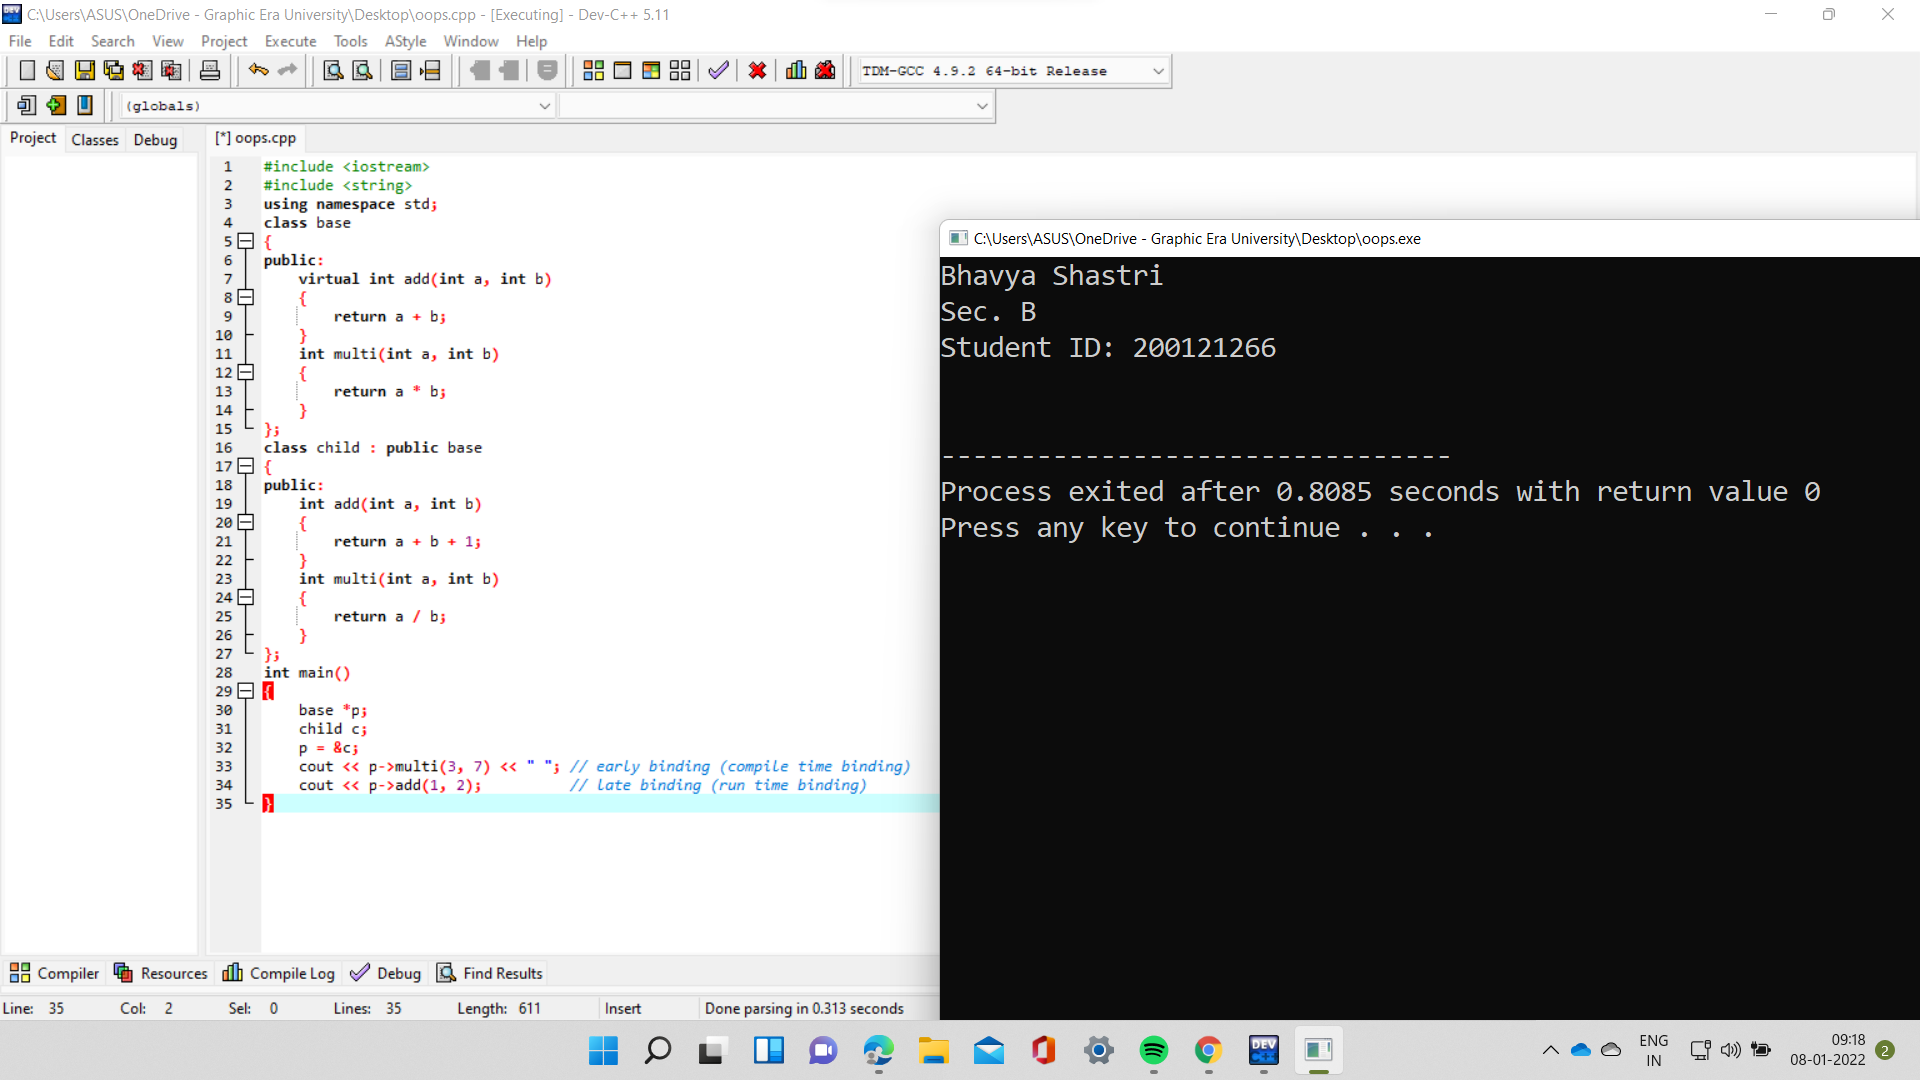 C:\Users\ASUS\OneDrive - Graphic Era University\Desktop\oops.cpp - [Executing] - Dev-C++ 5.11
File Edit Search View Project Execute Tools AStyle Window Help
TDM-GCC 4.9.2 64-bit Release
(globals)
Project Classes Debug [*] oops.cpp
1 #include <iostream>
2 #include <string>
3 using namespace std;
4 class base
5 {
6 public:
7 virtual int add(int a, int b)
8 {
9 return a + b;
10 }
11 int multi(int a, int b)
12 {
13 return a * b;
14 }
15 };
16 class child : public base
17 {
18 public:
19 int add(int a, int b)
20 {
21 return a + b + 1;
22 }
23 int multi(int a, int b)
24 {
25 return a / b;
26 }
27 };
28 int main()
29 {
30 base *p;
31 child c;
32 p = &c;
33 cout << p->multi(3, 7) << " "; // early binding (compile time binding)
34 cout << p->add(1, 2); // late binding (run time binding)
35 }
C:\Users\ASUS\OneDrive - Graphic Era University\Desktop\oops.exe
Bhavya Shastri
Sec. B
Student ID: 200121266
--------------------------------
Process exited after 0.8085 seconds with return value 0
Press any key to continue . . .
Compiler Resources Compile Log Debug Find Results
Line: 35 Col: 2 Sel: 0 Lines: 35 Length: 611 Insert Done parsing in 0.313 seconds
DEV C++
ENG
IN
09:18
08-01-2022
2